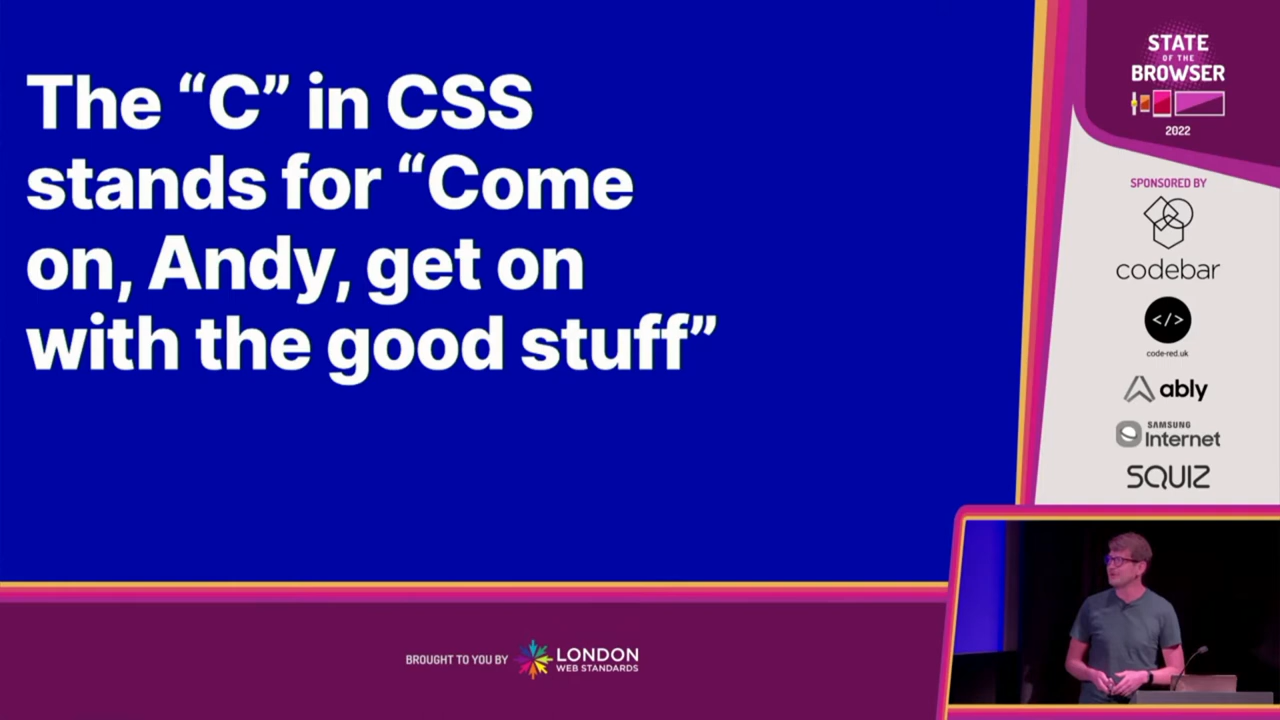 The “C” in CSS
stands for “Come
on, Andy, get on
with the good stuff”
STATE
OF THE
BROWSER
2022
SPONSORED BY
codebar
</>
code-red.uk
ably
SAMSUNG
Internet
SQUIZ
BROUGHT TO YOU BY
LONDON
WEB STANDARDS